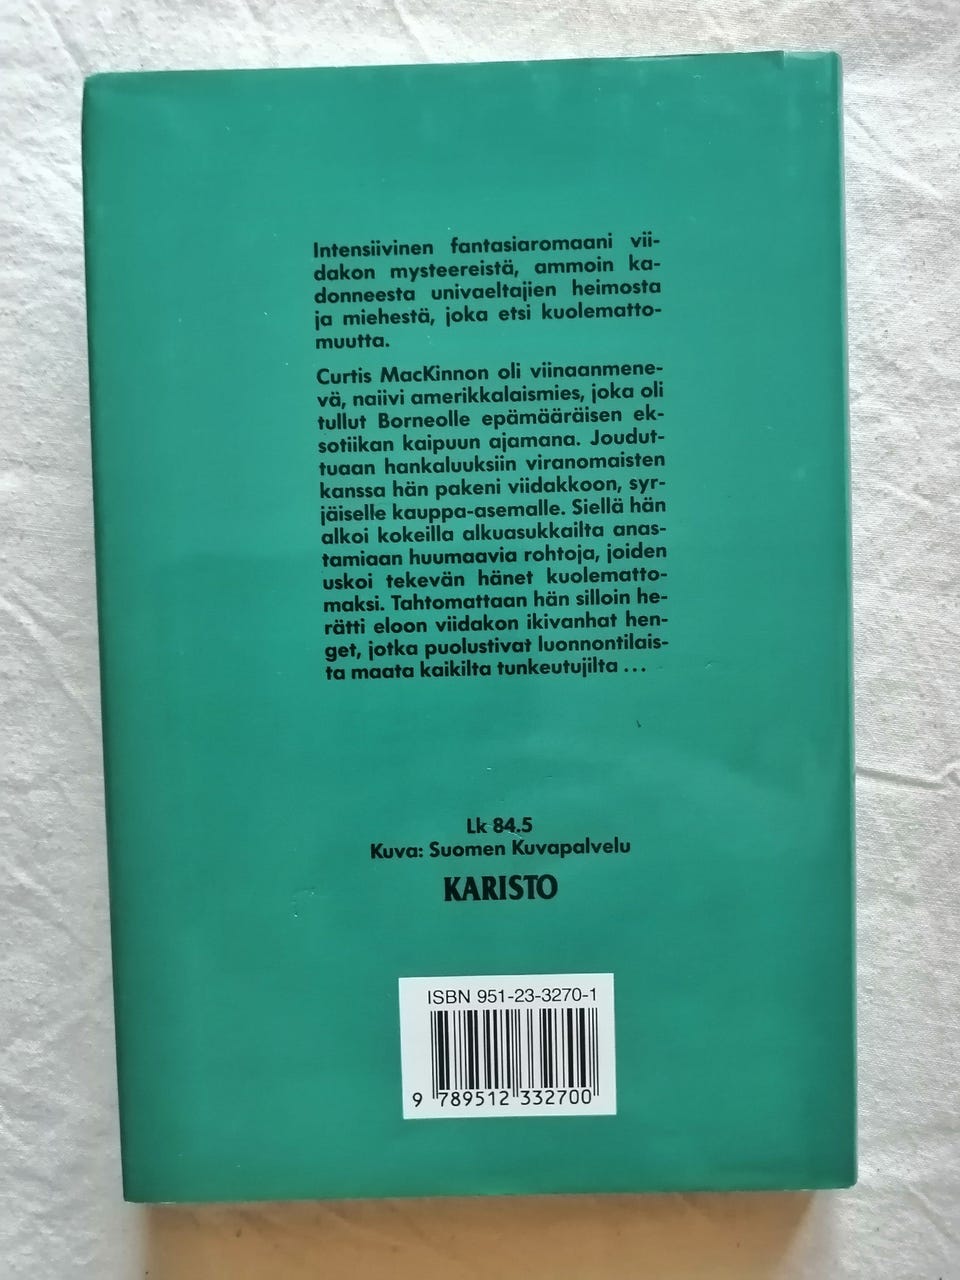 Intensiivinen fantasiaromaani vii-
dakon mysteereistä, ammoin ka-
donneesta univaeltajien heimosta
ja miehestä, joka etsi kuolematto-
muutta.
Curtis MacKinnon oli viinaanmene-
vä, naiivi amerikkalaismies, joka oli
tullut Borneolle epämääräisen ek-
sotiikan kaipuun ajamana. Joudut-
tuaan hankaluuksiin viranomaisten
kanssa hän pakeni viidakkoon, syr-
jäiselle kauppa-asemalle. Siellä hän
alkoi kokeilla alkuasukkailta anas-
tamiaan huumaavia rohtoja, joiden
uskoi tekevän hänet kuolematto-
maksi. Tahtomattaan hän silloin he-
rätti eloon viidakon ikivanhat hen-
get, jotka puolustivat luonnontilais-
ta maata kaikilta tunkeutujilta ...
Lk 84.5
Kuva: Suomen Kuvapalvelu
KARISTO
ISBN 951-23-3270-1
9 789512 332700